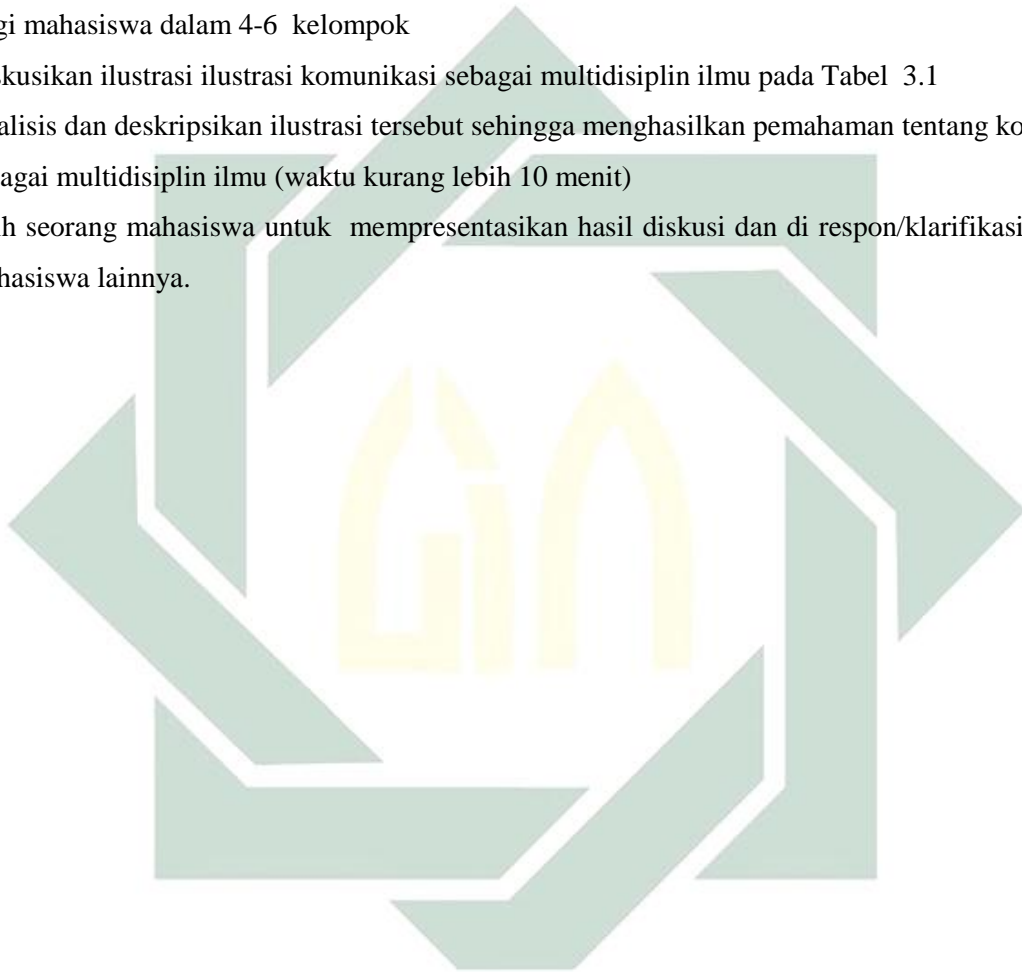 gi mahasiswa dalam 4-6 kelompok
skusikan ilustrasi ilustrasi komunikasi sebagai multidisiplin ilmu pada Tabel 3.1
alisis dan deskripsikan ilustrasi tersebut sehingga menghasilkan pemahaman tentang ko
agai multidisiplin ilmu (waktu kurang lebih 10 menit)
h seorang mahasiswa untuk mempresentasikan hasil diskusi dan di respon/klarifikasi
hasiswa lainnya.